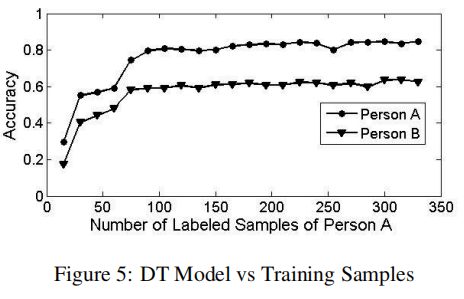 1
0.8
0.6
0.4
0.2
0
Accuracy
Person A
Person B
0 50 100 150 200 250 300 350
Number of Labeled Samples of Person A
Figure 5: DT Model vs Training Samples